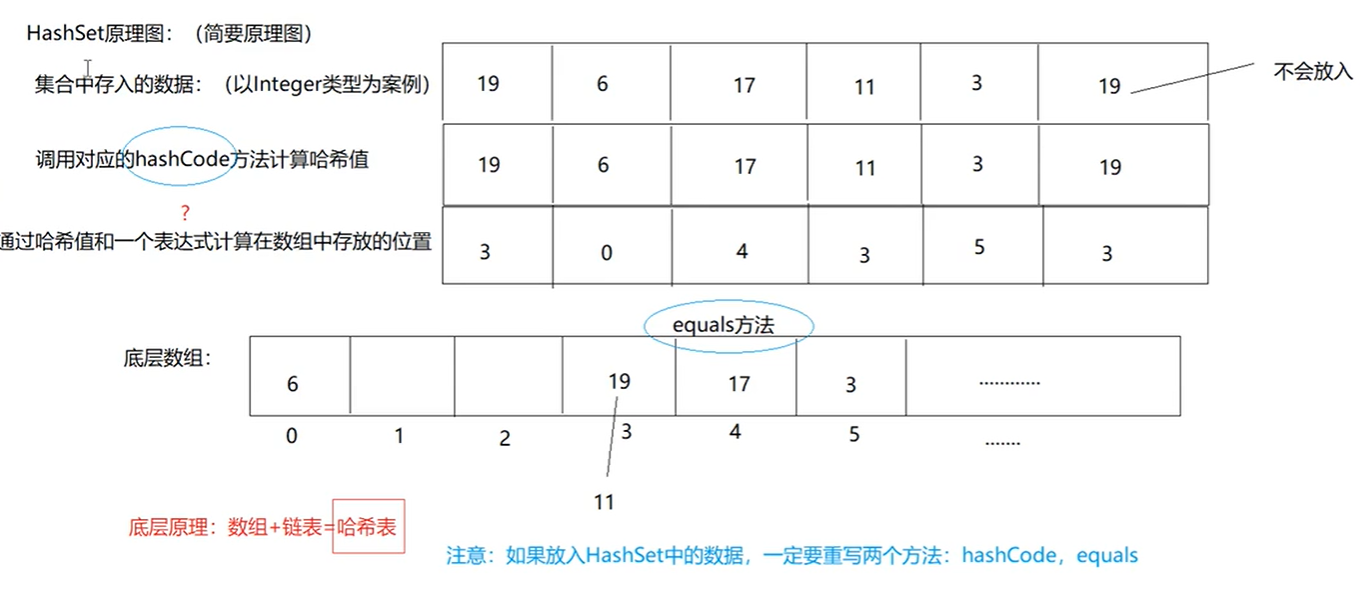 HashSet原理图：（简要原理图）
集合中存入的数据：（以Integer类型为案例） 19 6 17 11 3 19 不会放入
调用对应的hashCode方法计算哈希值 19 6 17 11 3 19
?
通过哈希值和一个表达式计算在数组中存放的位置 3 0 4 3 5 3
equals方法
底层数组： 6 19 17 3 ............
0 1 2 3 4 5 .......
11
底层原理：数组+链表=哈希表
注意：如果放入HashSet中的数据，一定要重写两个方法：hashCode，equals